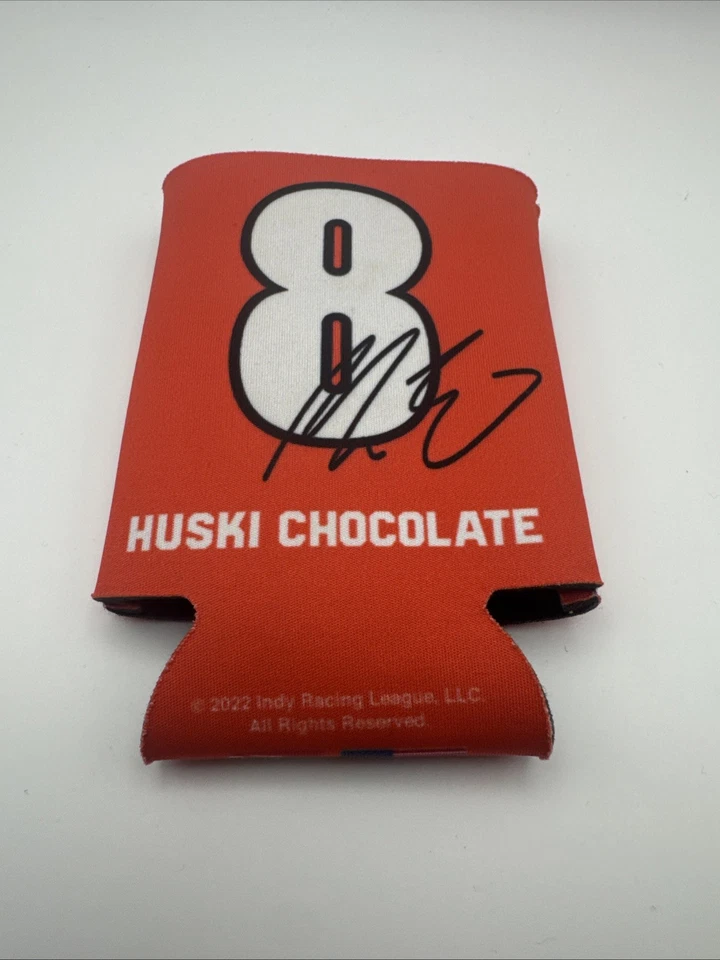 8
HUSKI CHOCOLATE
© 2022 Indy Racing League, LLC.
All Rights Reserved.